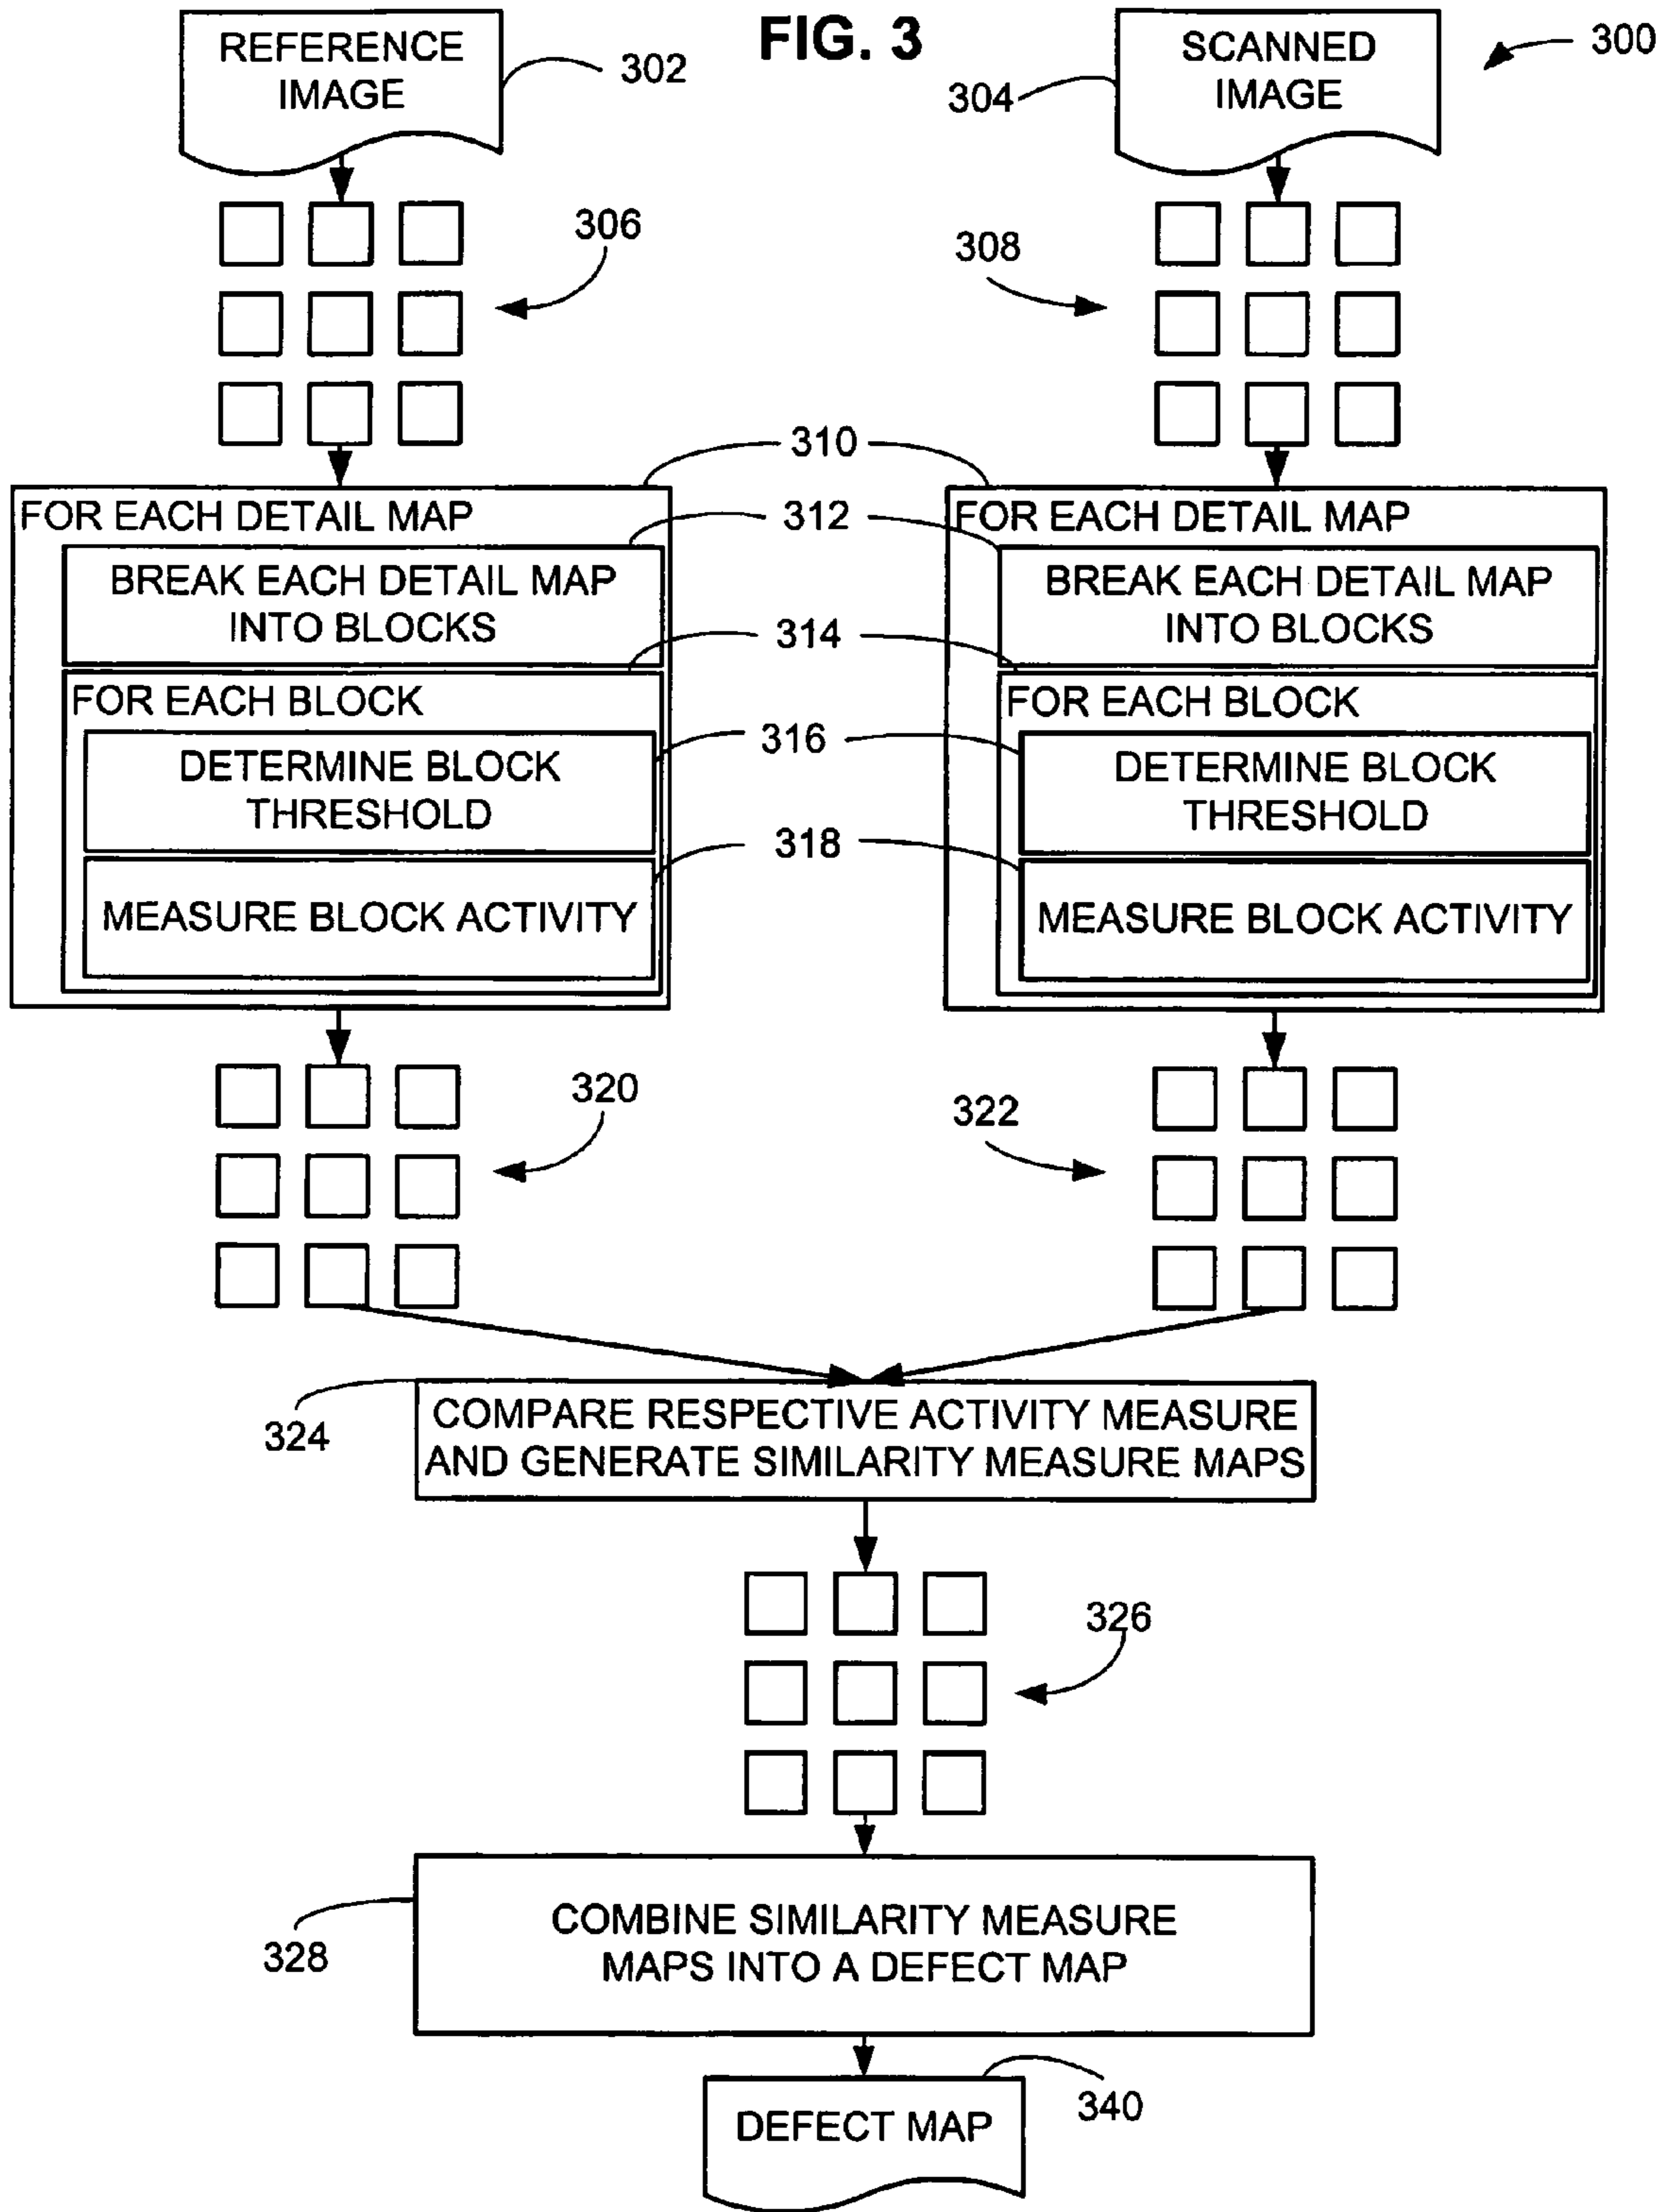 FIG. 3
REFERENCE
IMAGE
302
SCANNED
IMAGE
304
300
306
308
310
FOR EACH DETAIL MAP
312
FOR EACH DETAIL MAP
BREAK EACH DETAIL MAP
INTO BLOCKS
BREAK EACH DETAIL MAP
INTO BLOCKS
314
FOR EACH BLOCK
FOR EACH BLOCK
316
DETERMINE BLOCK
THRESHOLD
DETERMINE BLOCK
THRESHOLD
318
MEASURE BLOCK ACTIVITY
MEASURE BLOCK ACTIVITY
320
322
324
COMPARE RESPECTIVE ACTIVITY MEASURE
AND GENERATE SIMILARITY MEASURE MAPS
326
328
COMBINE SIMILARITY MEASURE
MAPS INTO A DEFECT MAP
340
DEFECT MAP